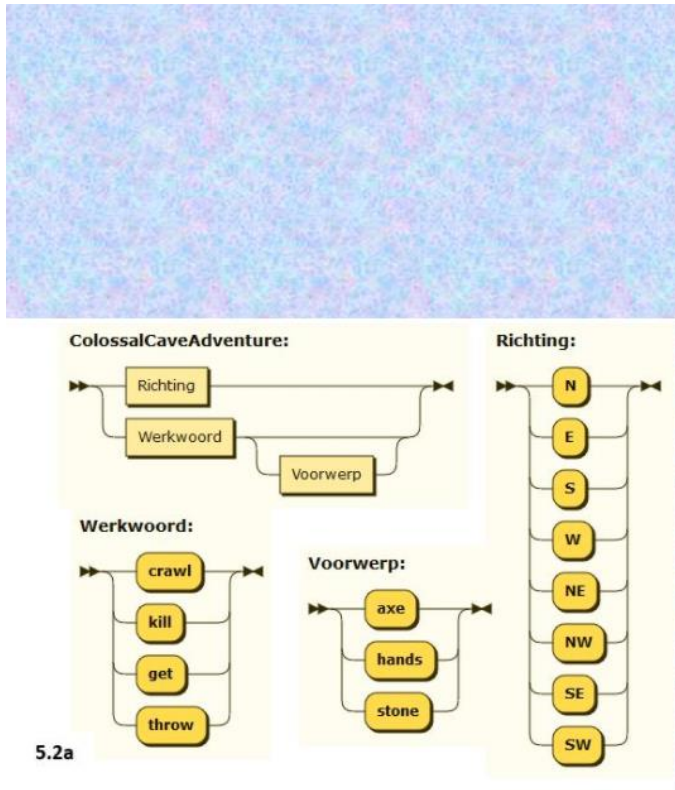 ColossalCaveAdventure:
Richting
Werkwoord
Voorwerp
Werkwoord:
crawl
kill
get
throw
Voorwerp:
axe
hands
stone
Richting:
N
E
S
W
NE
NW
SE
SW
5.2a